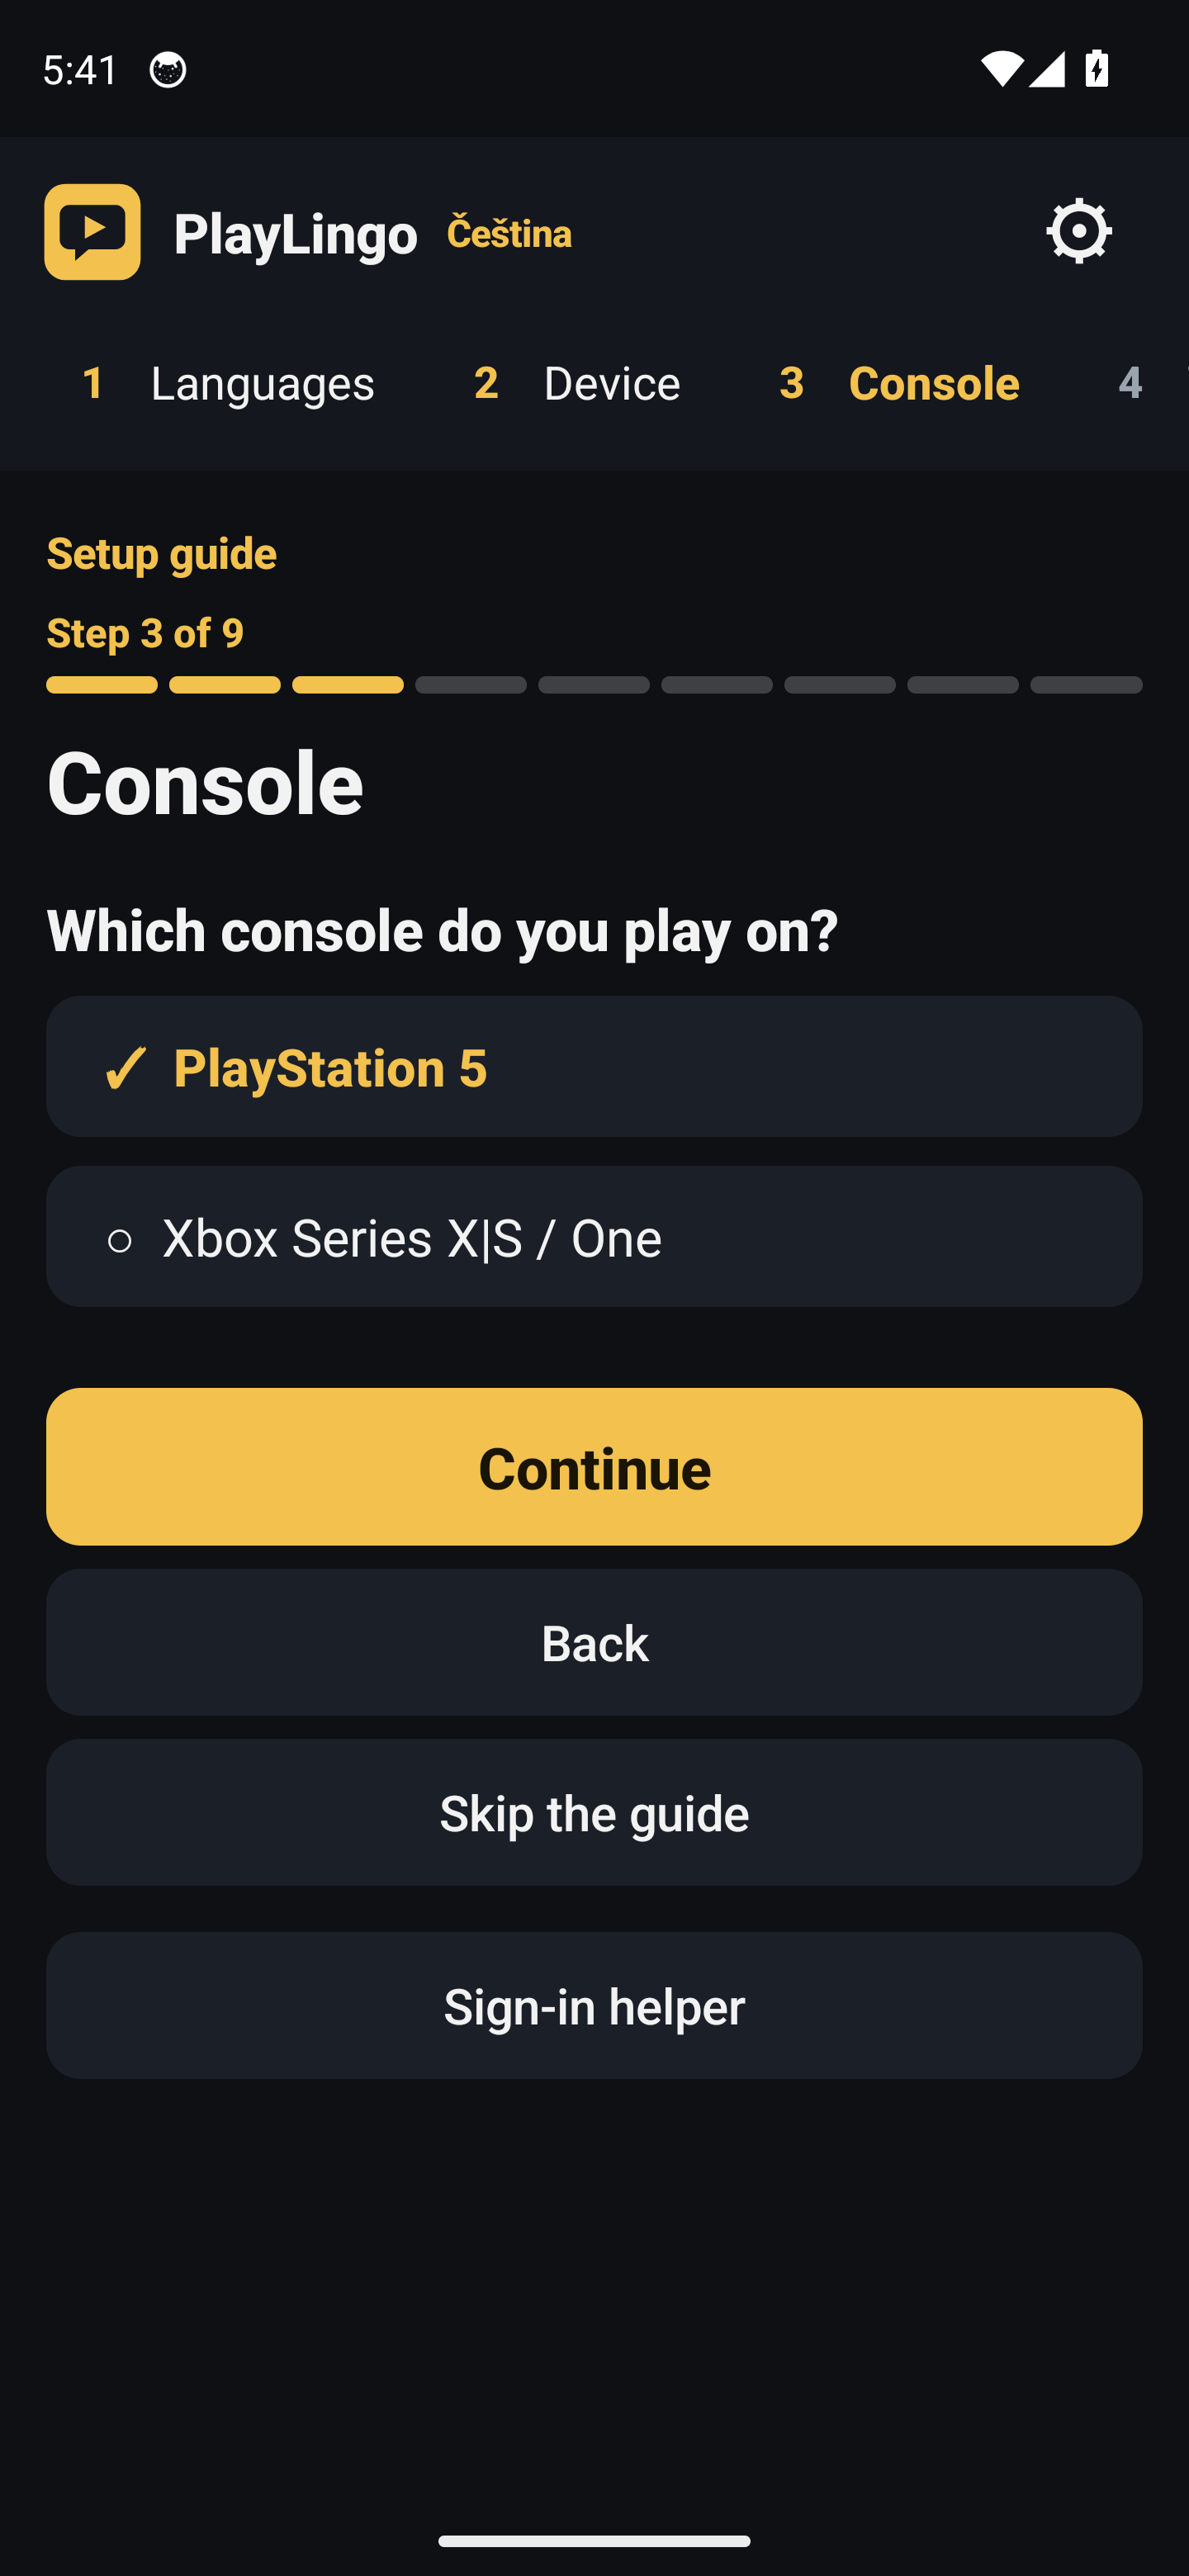 5:41
PlayLingo Čeština
1 Languages 2 Device 3 Console 4
Setup guide
Step 3 of 9
Console
Which console do you play on?
✓ PlayStation 5
○ Xbox Series X|S / One
Continue
Back
Skip the guide
Sign-in helper